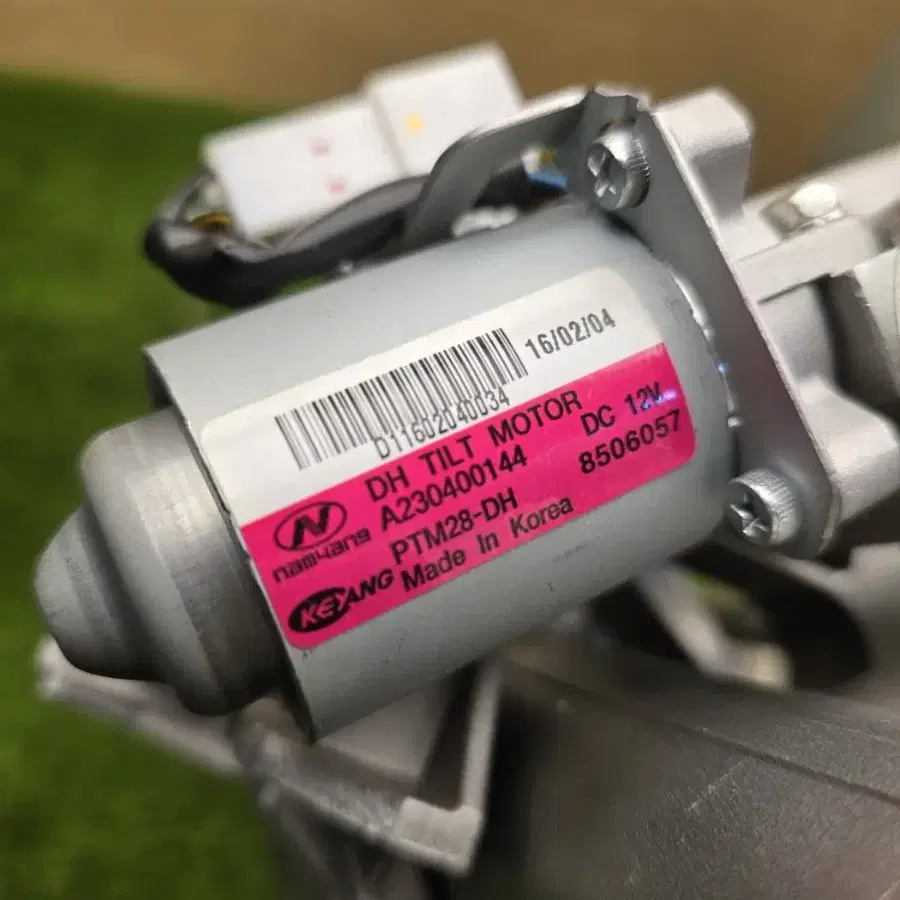 16/02/04
D11602040034
DH TILT MOTOR
A230400144 DC 12V
PTM28-DH 8506057
Made In Korea
N
namyang
KEYANG